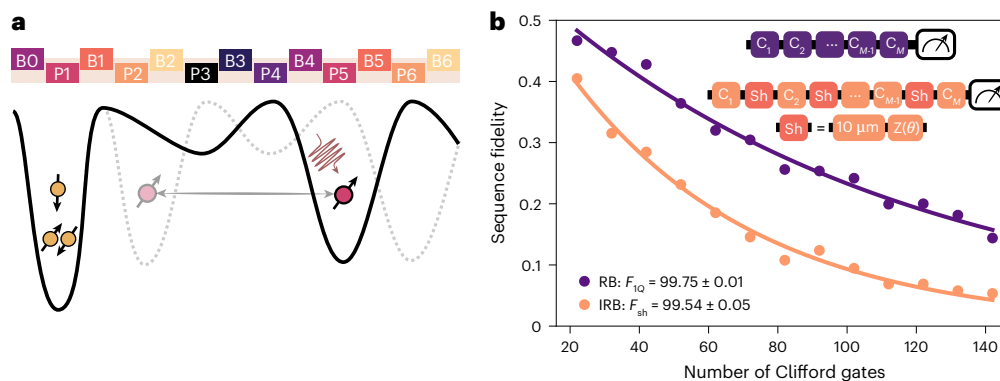 a
B0 P1 B1 P2 B2 P3 B3 P4 B4 P5 B5 P6 B6
b
Sequence fidelity
0.5
0.4
0.3
0.2
0.1
0
C1 C2 ... CM-1 CM
C1 Sh C2 Sh ... CM-1 Sh CM
Sh = 10 μm Z(θ)
RB: F1Q = 99.75 ± 0.01
IRB: Fsh = 99.54 ± 0.05
20 40 60 80 100 120 140
Number of Clifford gates